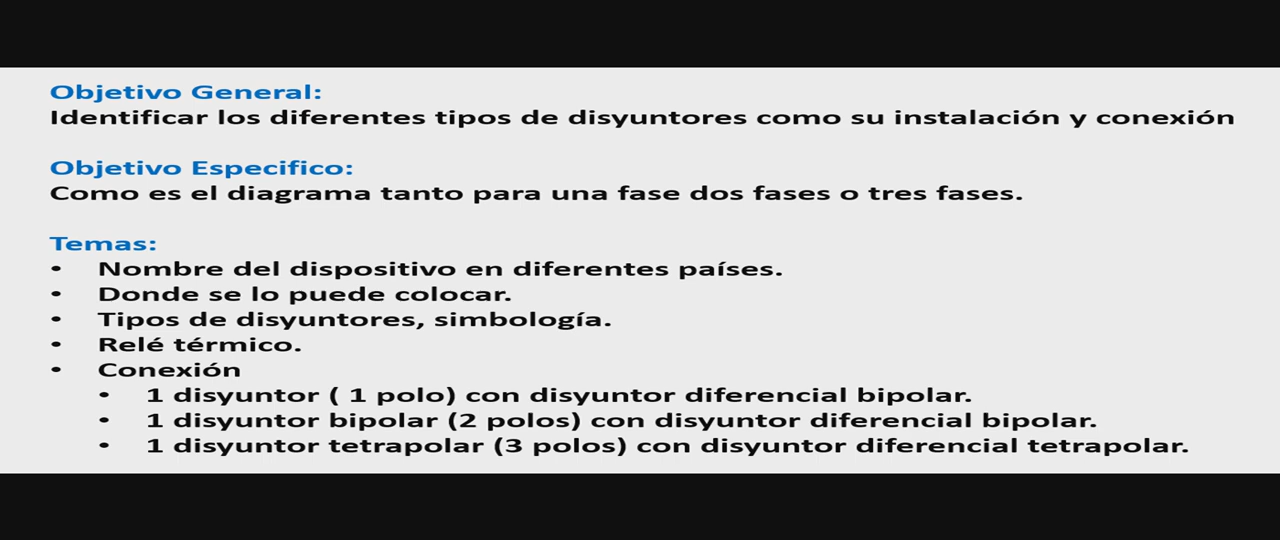 Objetivo General:
Identificar los diferentes tipos de disyuntores como su instalación y conexión
Objetivo Especifico:
Como es el diagrama tanto para una fase dos fases o tres fases.
Temas:
• Nombre del dispositivo en diferentes países.
• Donde se lo puede colocar.
• Tipos de disyuntores, simbología.
• Relé térmico.
• Conexión
• 1 disyuntor ( 1 polo) con disyuntor diferencial bipolar.
• 1 disyuntor bipolar (2 polos) con disyuntor diferencial bipolar.
• 1 disyuntor tetrapolar (3 polos) con disyuntor diferencial tetrapolar.